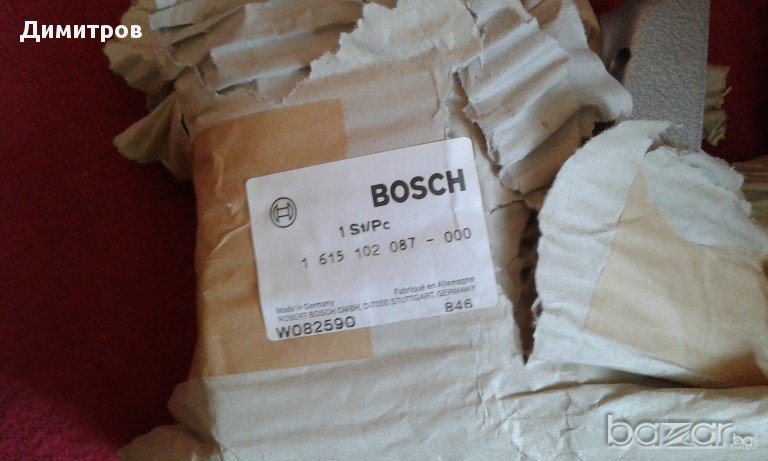 Димитров
BOSCH
1 St/Pc
1 615 102 087 - 000
Made in Germany
Fabriqué en Allemagne
ROBERT BOSCH GMBH, D-7000 STUTTGART, GERMANY
W082590
846
bazar.bg